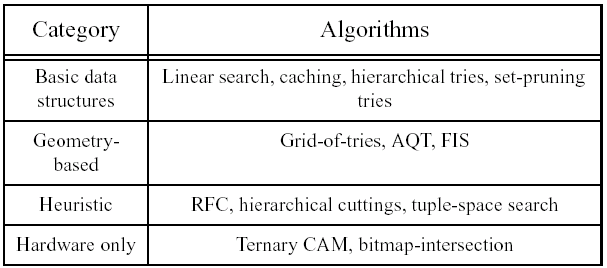 Category Algorithms
Basic data structures Linear search, caching, hierarchical tries, set-pruning tries
Geometry-based Grid-of-tries, AQT, FIS
Heuristic RFC, hierarchical cuttings, tuple-space search
Hardware only Ternary CAM, bitmap-intersection